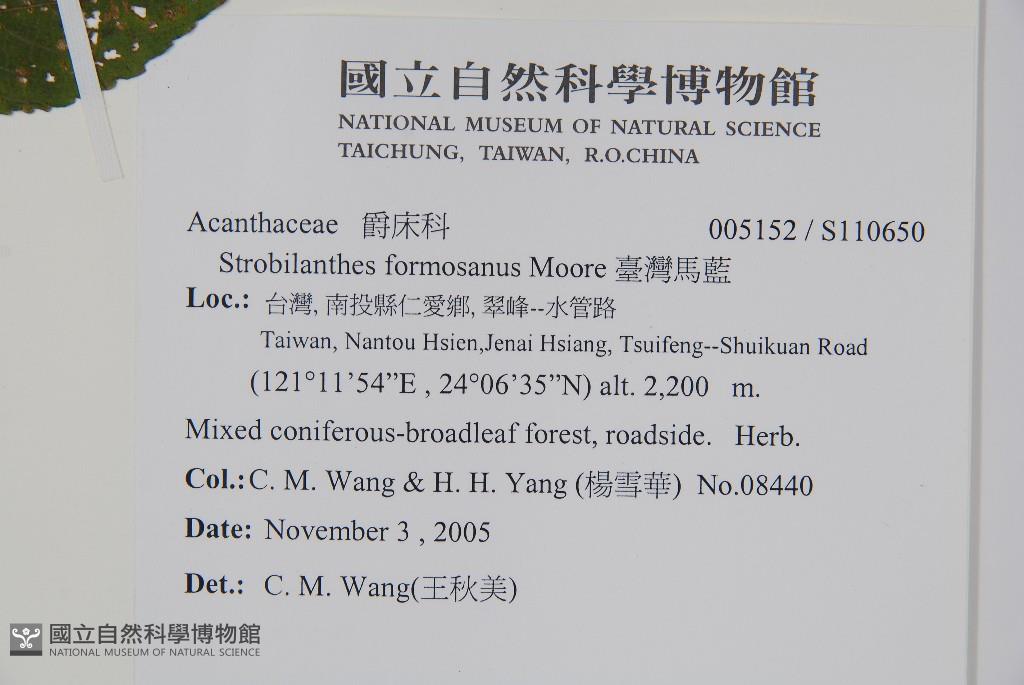 國立自然科學博物館
NATIONAL MUSEUM OF NATURAL SCIENCE
TAICHUNG, TAIWAN, R.O.CHINA
Acanthaceae 爵床科 005152 / S110650
Strobilanthes formosanus Moore 臺灣馬藍
Loc.: 台灣, 南投縣仁愛鄉, 翠峰--水管路
Taiwan, Nantou Hsien,Jenai Hsiang, Tsuifeng--Shuikuan Road
(121°11’54”E , 24°06’35”N) alt. 2,200 m.
Mixed coniferous-broadleaf forest, roadside. Herb.
Col.: C. M. Wang & H. H. Yang (楊雪華) No.08440
Date: November 3 , 2005
Det.: C. M. Wang(王秋美)
國立自然科學博物館
NATIONAL MUSEUM OF NATURAL SCIENCE